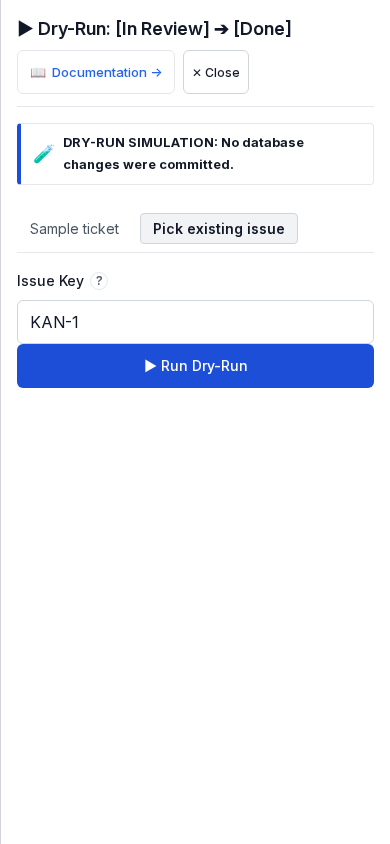 ▶ Dry-Run: [In Review] ➔ [Done]
📖 Documentation →
✕ Close
🧪 DRY-RUN SIMULATION: No database
changes were committed.
Sample ticket
Pick existing issue
Issue Key ?
KAN-1
▶ Run Dry-Run